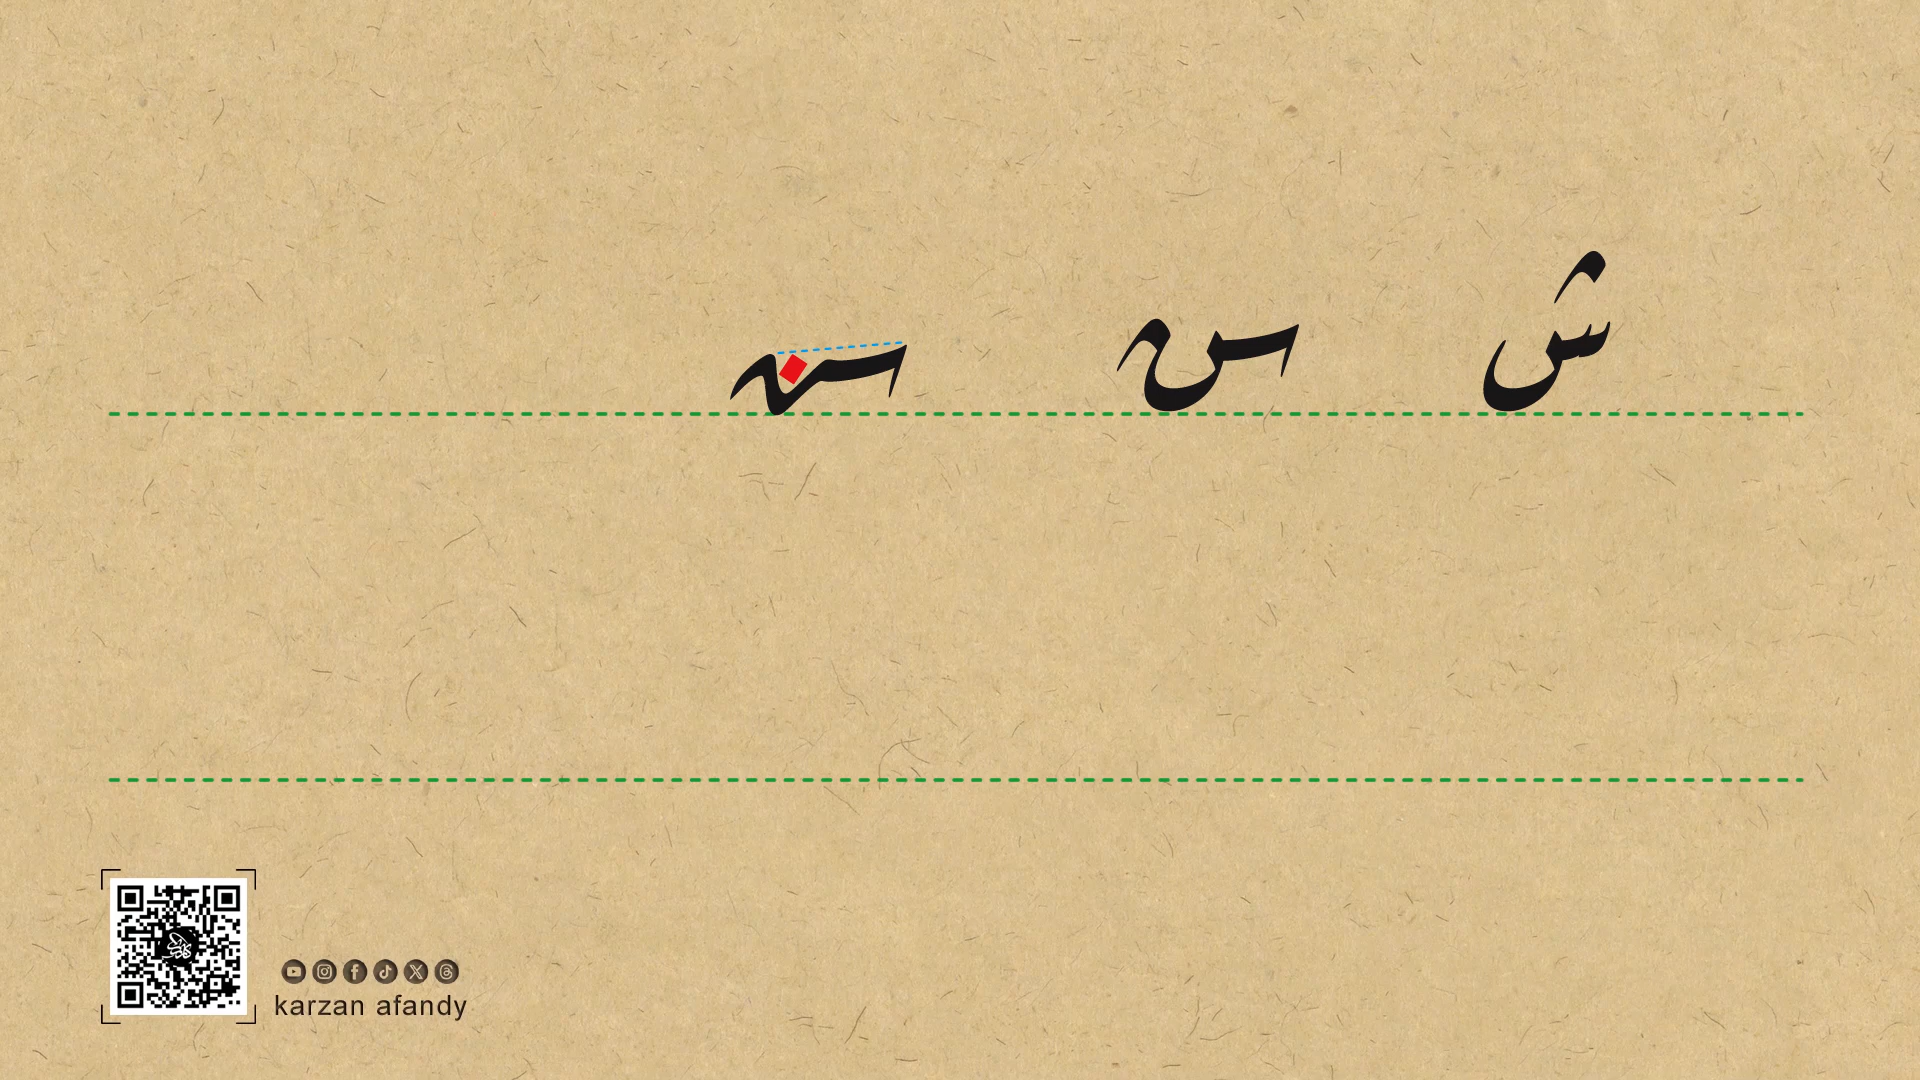 ش ش
karzan afandy